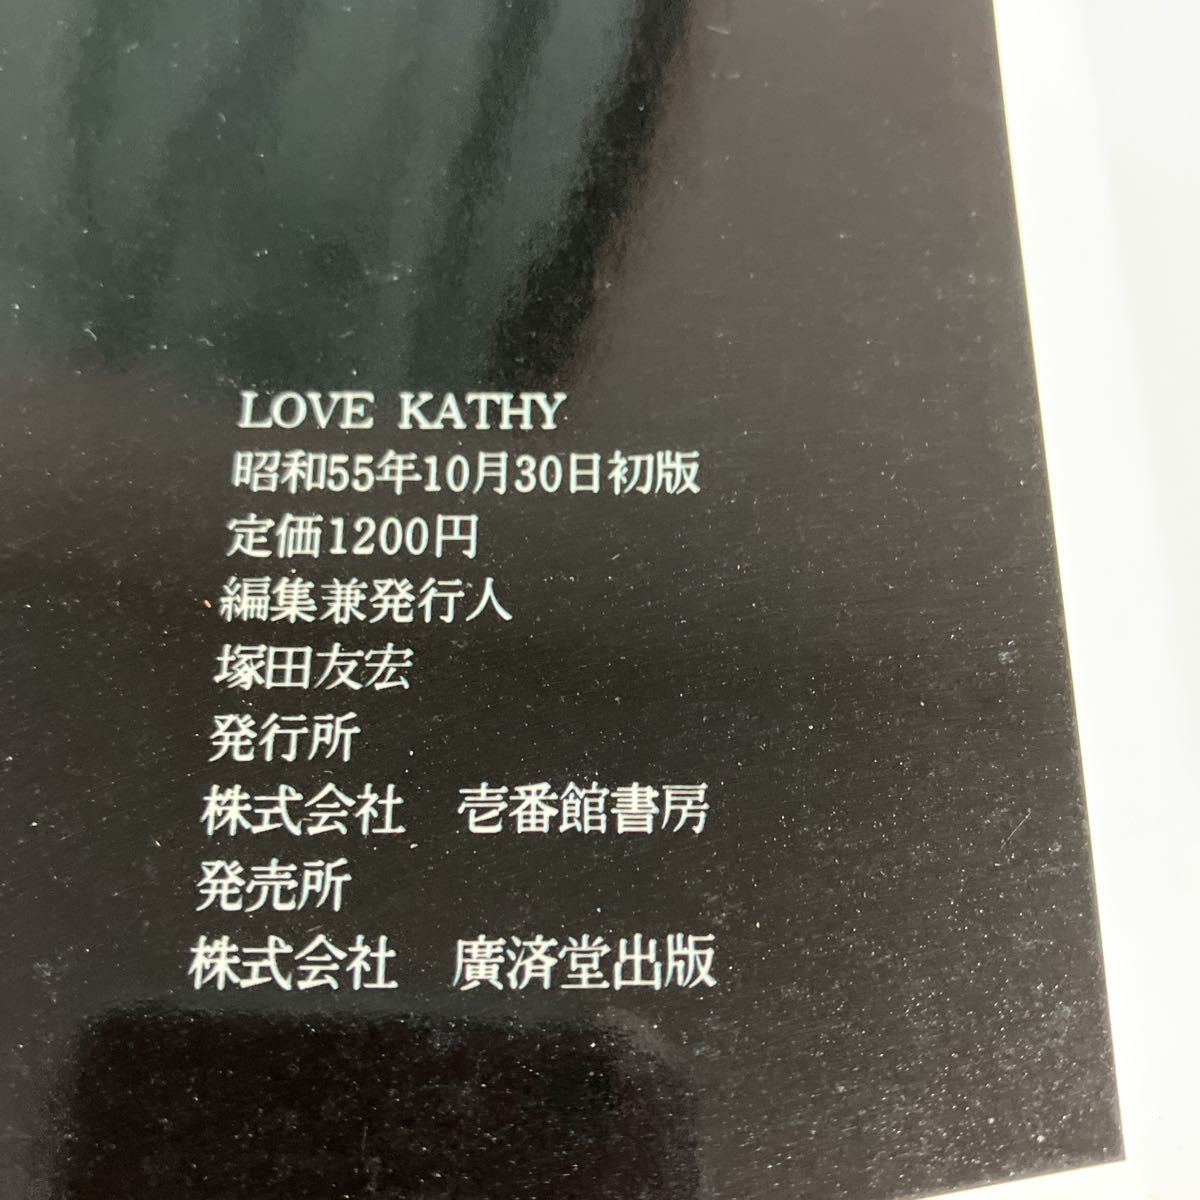 LOVE KATHY
昭和55年10月30日初版
定価1200円
編集兼発行人
塚田友宏
発行所
株式会社　壱番館書房
発売所
株式会社　廣済堂出版